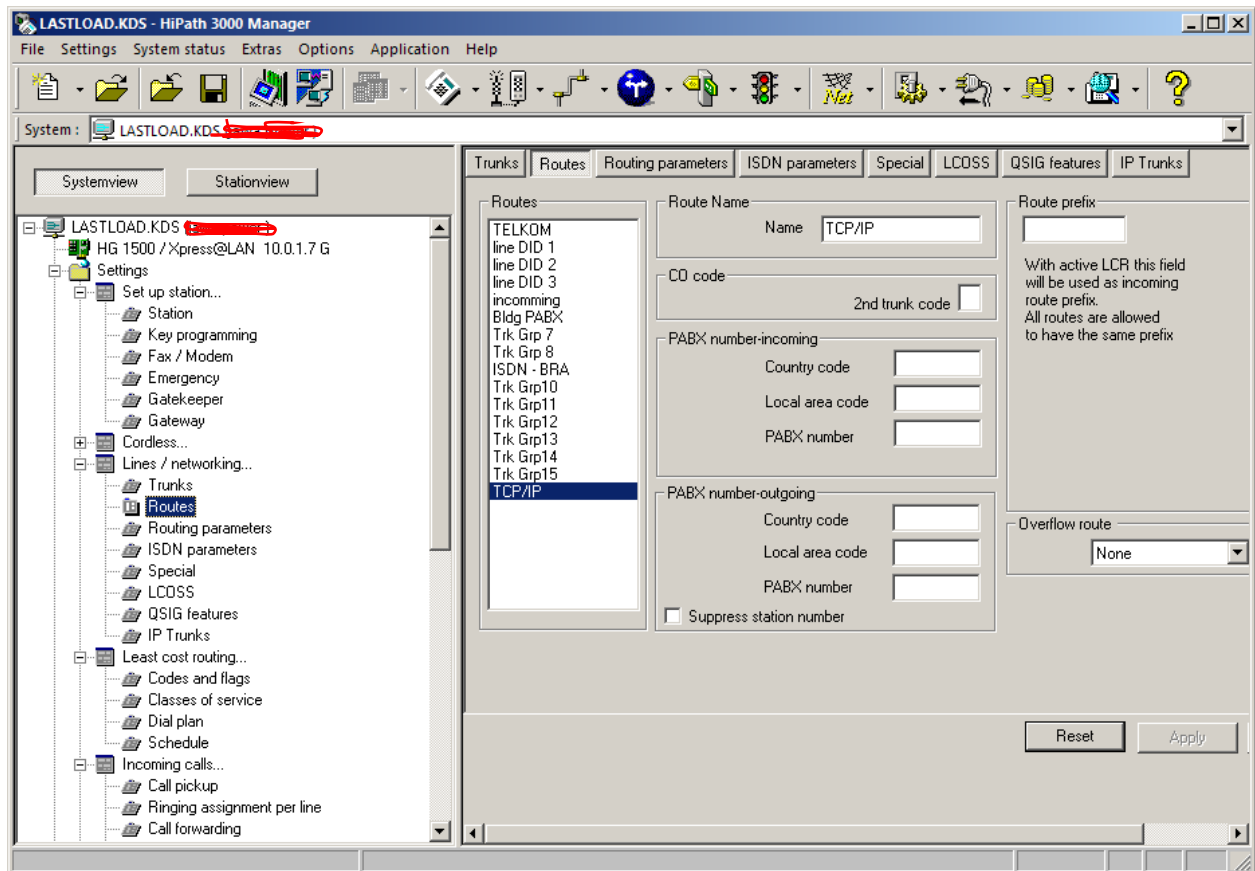 LASTLOAD.KDS - HiPath 3000 Manager
File Settings System status Extras Options Application Help
Net
System : LASTLOAD.KDS
Systemview Stationview
LASTLOAD.KDS
HG 1500 / Xpress@LAN 10.0.1.7 G
Settings
Set up station...
Station
Key programming
Fax / Modem
Emergency
Gatekeeper
Gateway
Cordless...
Lines / networking...
Trunks
Routes
Routing parameters
ISDN parameters
Special
LCOSS
QSIG features
IP Trunks
Least cost routing...
Codes and flags
Classes of service
Dial plan
Schedule
Incoming calls...
Call pickup
Ringing assignment per line
Call forwarding
Trunks Routes Routing parameters ISDN parameters Special LCOSS QSIG features IP Trunks
Routes
TELKOM
line DID 1
line DID 2
line DID 3
incomming
Bldg PABX
Trk Grp 7
Trk Grp 8
ISDN - BRA
Trk Grp10
Trk Grp11
Trk Grp12
Trk Grp13
Trk Grp14
Trk Grp15
TCP/IP
Route Name
Name TCP/IP
CO code
2nd trunk code
PABX number-incoming
Country code
Local area code
PABX number
PABX number-outgoing
Country code
Local area code
PABX number
Suppress station number
Route prefix
With active LCR this field
will be used as incoming
route prefix.
All routes are allowed
to have the same prefix
Overflow route
None
Reset Apply